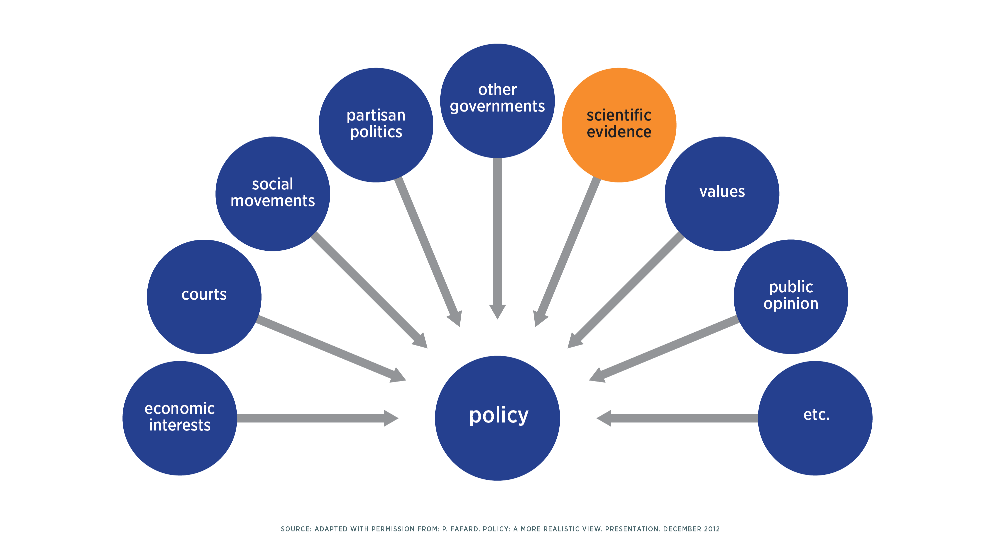 other
governments
partisan
politics
scientific
evidence
social
movements
values
courts
public
opinion
economic
interests
policy
etc.
SOURCE: ADAPTED WITH PERMISSION FROM: P. FAFARD. POLICY: A MORE REALISTIC VIEW. PRESENTATION. DECEMBER 2012